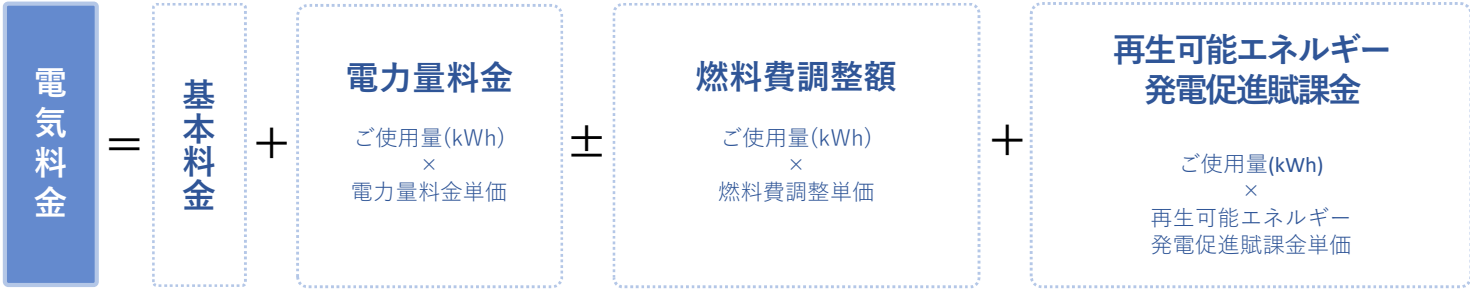 電気料金
＝
基本料金
＋
電力量料金
ご使用量(kWh)
×
電力量料金単価
±
燃料費調整額
ご使用量(kWh)
×
燃料費調整単価
＋
再生可能エネルギー
発電促進賦課金
ご使用量(kWh)
×
再生可能エネルギー
発電促進賦課金単価